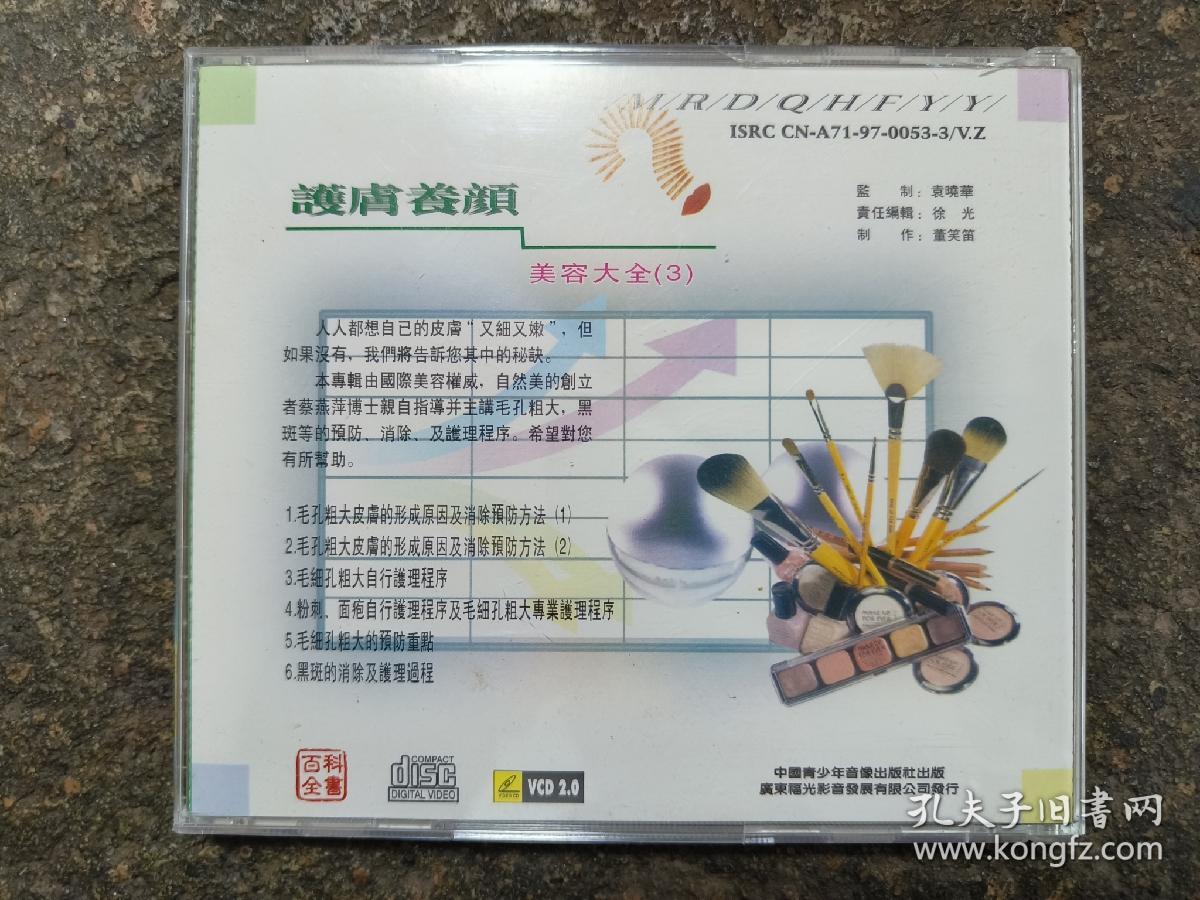 /M/R/D/Q/H/F/Y/Y/
ISRC CN-A71-97-0053-3/V.Z
護膚養顔
監 制：袁曉華
責任編輯：徐 光
制 作：董笑笛
美容大全(3)
人人都想自已的皮膚“又細又嫩”，但
如果沒有，我們將告訴您其中的秘訣。
本專輯由國際美容權威，自然美的創立
者蔡燕萍博士親自指導并主講毛孔粗大，黑
斑等的預防、消除、及護理程序。希望對您
有所幫助。
1.毛孔粗大皮膚的形成原因及消除預防方法（1）
2.毛孔粗大皮膚的形成原因及消除預防方法（2）
3.毛細孔粗大自行護理程序
4.粉刺、面疱自行護理程序及毛細孔粗大專業護理程序
5.毛細孔粗大的預防重點
6.黑斑的消除及護理過程
百科
全書
COMPACT
disc
DIGITAL VIDEO
VCD 2.0
中國青少年音像出版社出版
廣東福光影音發展有限公司發行
孔夫子旧书网
www.kongfz.com